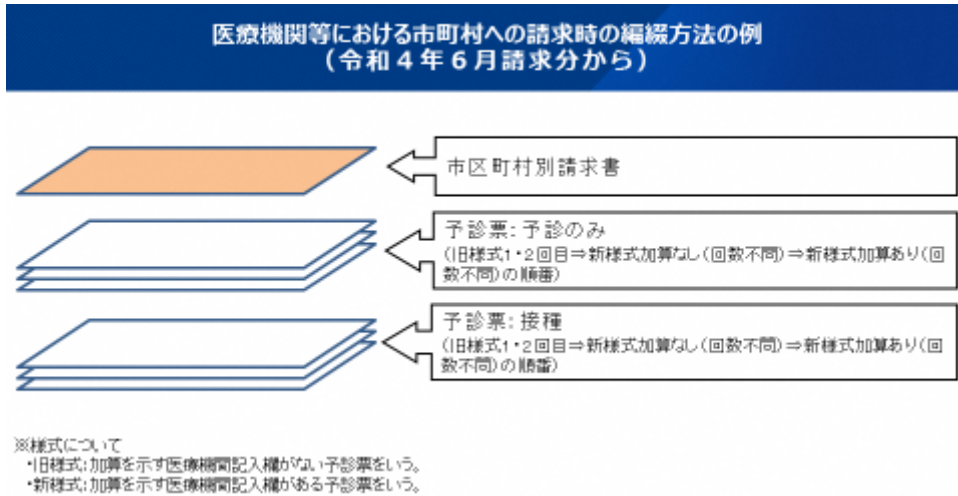 医療機関等における市町村への請求時の編綴方法の例
(令和4年6月請求分から)
市区町村別請求書
予診票:予診のみ
(旧様式1・2回目⇒新様式加算なし(回数不問)⇒新様式加算あり(回
数不問)の順番)
予診票:接種
(旧様式1・2回目⇒新様式加算なし(回数不問)⇒新様式加算あり(回
数不問)の順番)
※様式について
・旧様式:加算を示す医療機関記入欄がない予診票をいう。
・新様式:加算を示す医療機関記入欄がある予診票をいう。